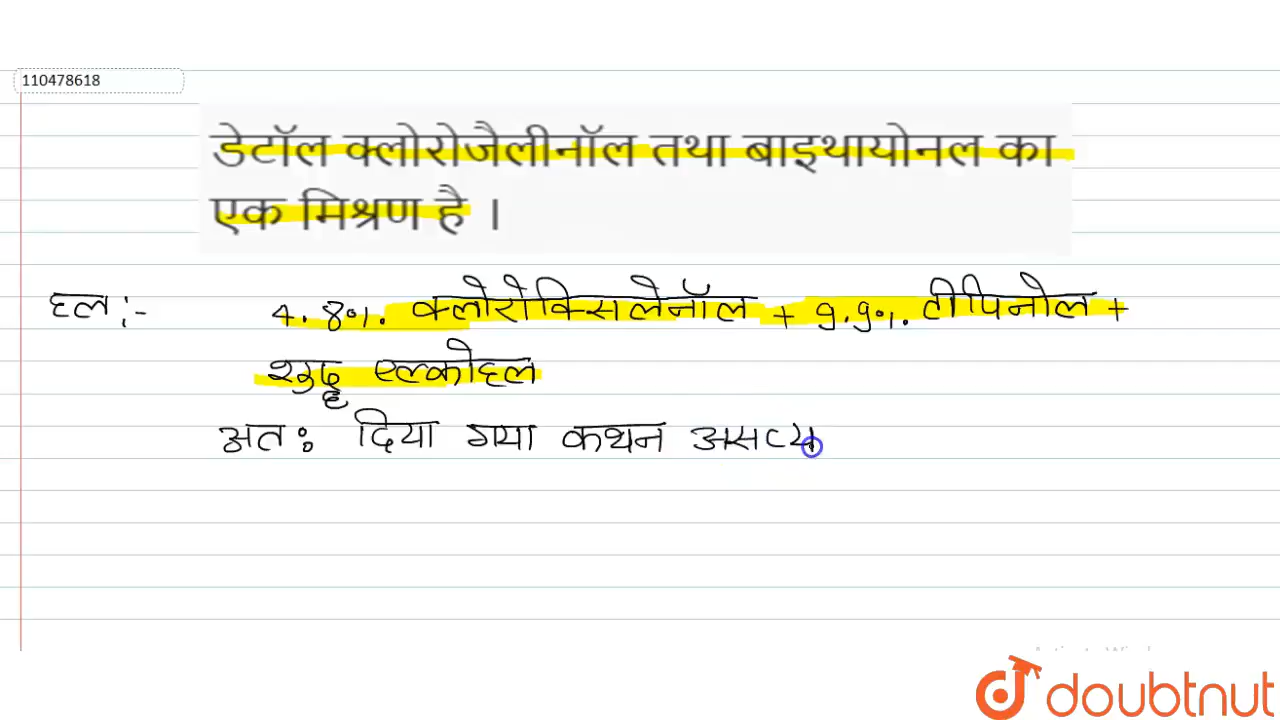 110478618
डेटॉल क्लोरोजैलीनॉल तथा बाइथायोनल का
एक मिश्रण है ।
हल :- 4.8%. क्लोरोक्सिलेनॉल + 9.9%. टीपिनोल +
शुद्ध एल्कोहल
अतः दिया गया कथन असत्य
doubtnut